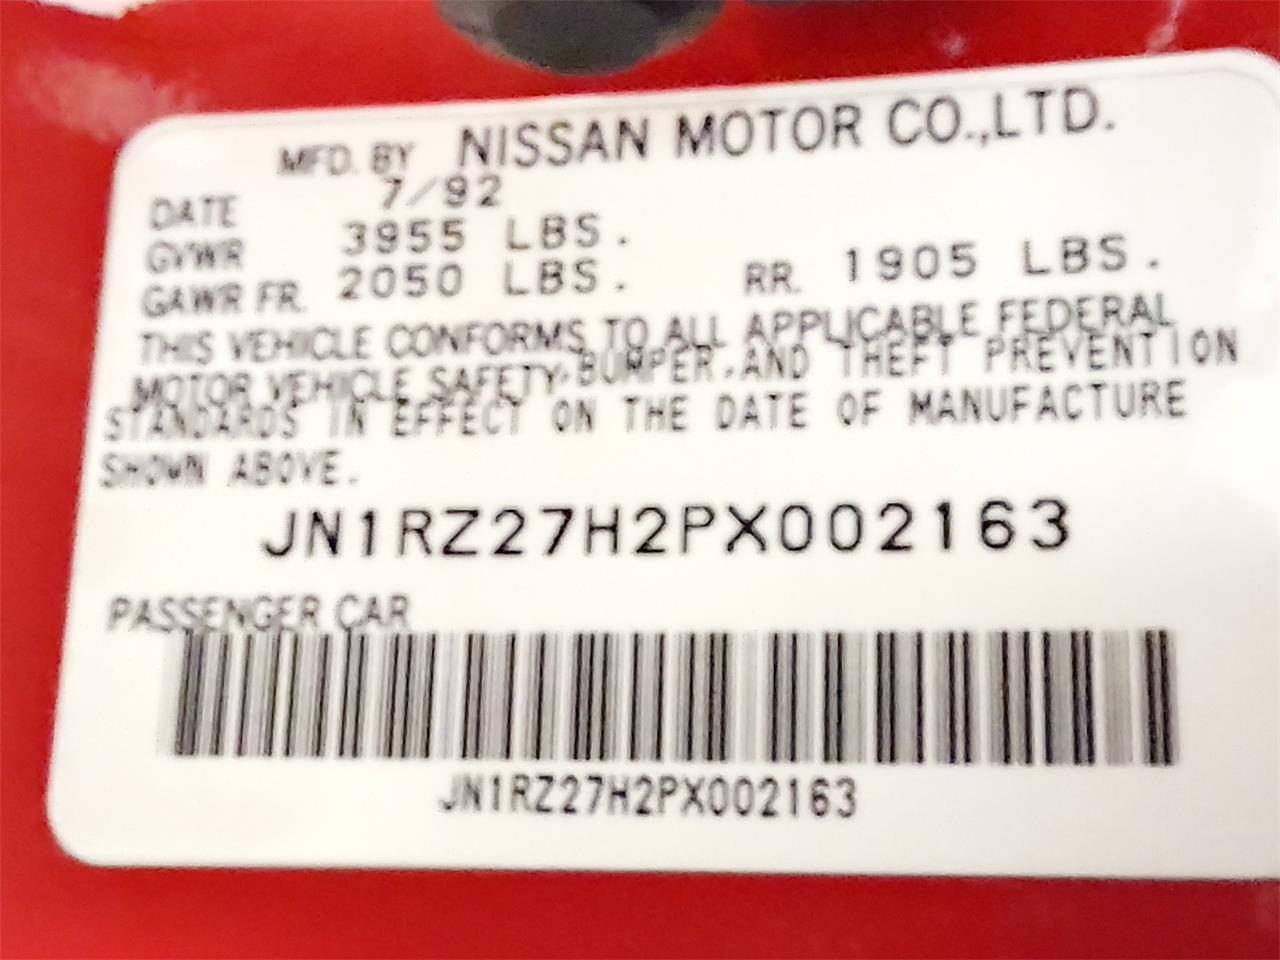 MFD. BY NISSAN MOTOR CO.,LTD.
DATE 7/92
GVWR 3955 LBS.
GAWR FR. 2050 LBS. RR. 1905 LBS.
THIS VEHICLE CONFORMS TO ALL APPLICABLE FEDERAL
MOTOR VEHICLE SAFETY, BUMPER, AND THEFT PREVENTION
STANDARDS IN EFFECT ON THE DATE OF MANUFACTURE
SHOWN ABOVE.
JN1RZ27H2PX002163
PASSENGER CAR
JN1RZ27H2PX002163